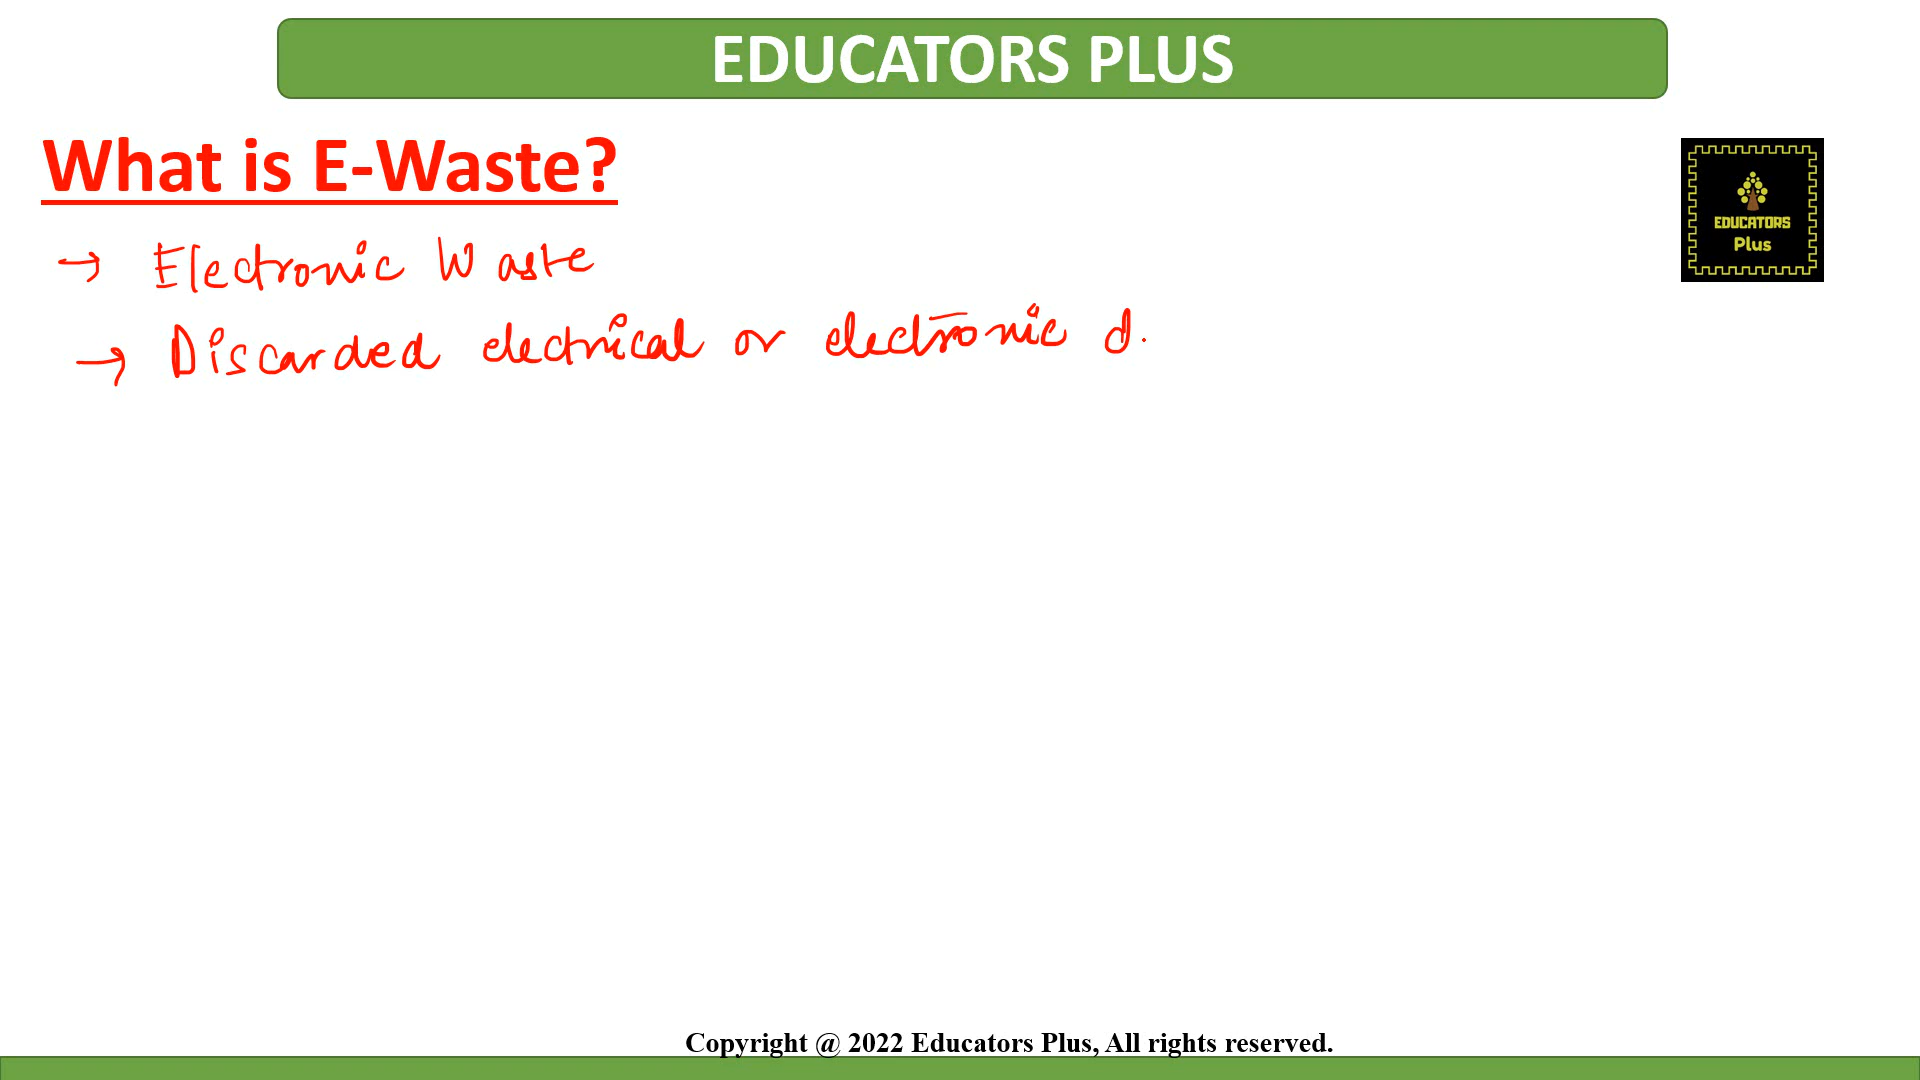 EDUCATORS PLUS
What is E-Waste?
→ Electronic Waste
→ Discarded electrical or electronic d.
EDUCATORS
Plus
Copyright @ 2022 Educators Plus, All rights reserved.